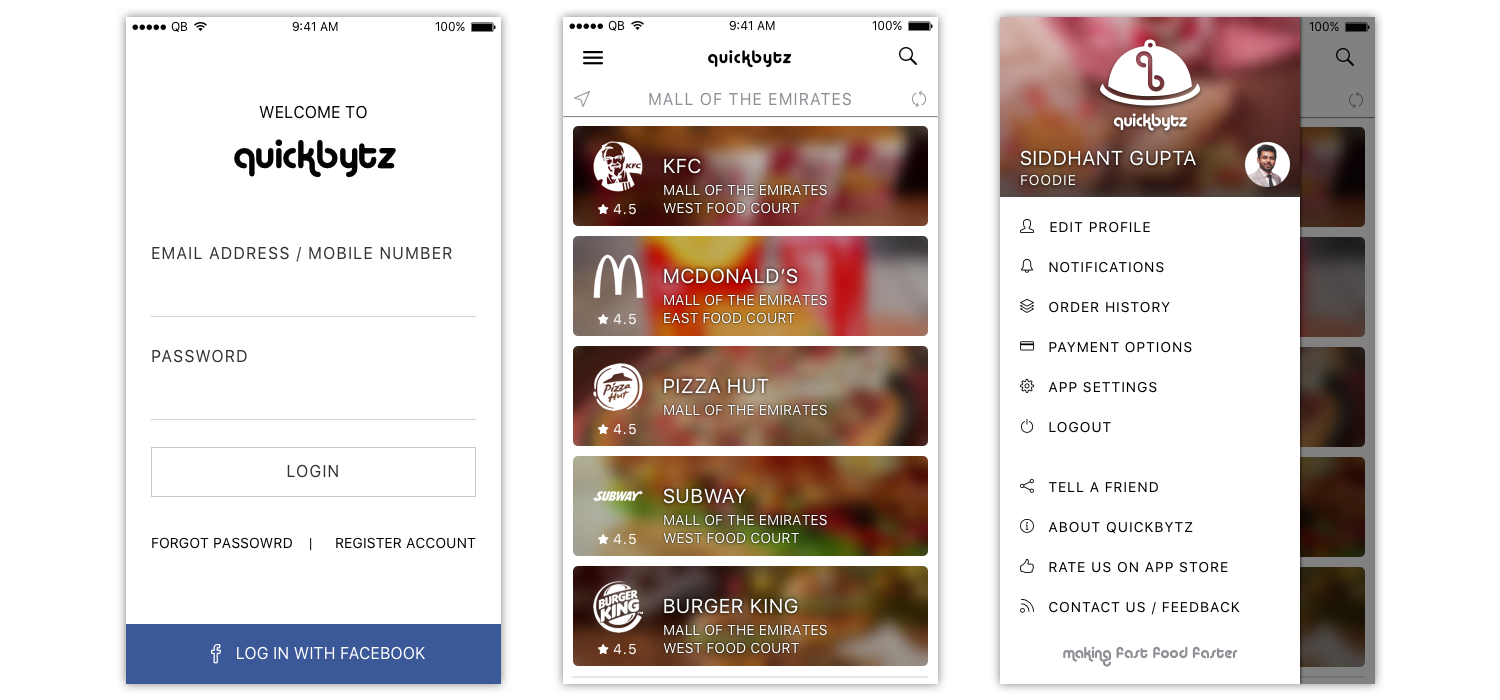 QB 9:41 AM 100%
WELCOME TO
quickbytz
EMAIL ADDRESS / MOBILE NUMBER
PASSWORD
LOGIN
FORGOT PASSOWRD | REGISTER ACCOUNT
LOG IN WITH FACEBOOK
QB 9:41 AM 100%
quickbytz
MALL OF THE EMIRATES
KFC
KFC
MALL OF THE EMIRATES
WEST FOOD COURT
4.5
MCDONALD'S
MALL OF THE EMIRATES
EAST FOOD COURT
4.5
Pizza
Hut
PIZZA HUT
MALL OF THE EMIRATES
4.5
SUBWAY
SUBWAY
MALL OF THE EMIRATES
WEST FOOD COURT
4.5
BURGER
KING
BURGER KING
MALL OF THE EMIRATES
WEST FOOD COURT
4.5
100%
quickbytz
SIDDHANT GUPTA
FOODIE
EDIT PROFILE
NOTIFICATIONS
ORDER HISTORY
PAYMENT OPTIONS
APP SETTINGS
LOGOUT
TELL A FRIEND
ABOUT QUICKBYTZ
RATE US ON APP STORE
CONTACT US / FEEDBACK
making fast food faster